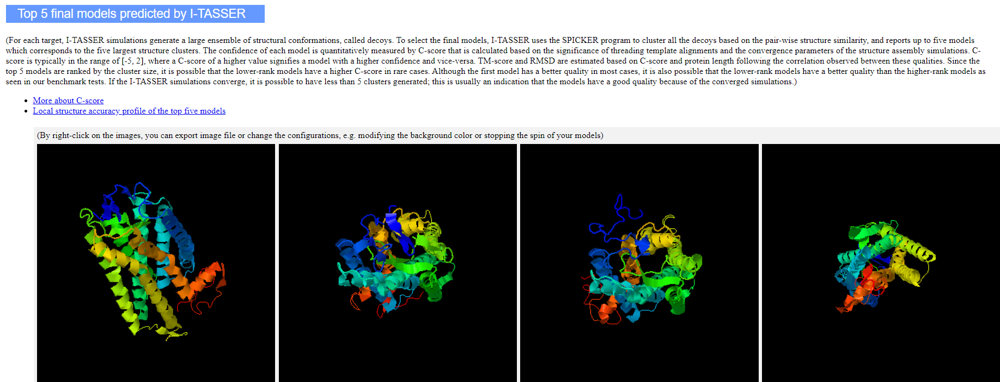 Top 5 final models predicted by I-TASSER
(For each target, I-TASSER simulations generate a large ensemble of structural conformations, called decoys. To select the final models, I-TASSER uses the SPICKER program to cluster all the decoys based on the pair-wise structure similarity, and reports up to five models
which corresponds to the five largest structure clusters. The confidence of each model is quantitatively measured by C-score that is calculated based on the significance of threading template alignments and the convergence parameters of the structure assembly simulations. C-
score is typically in the range of [-5, 2], where a C-score of a higher value signifies a model with a higher confidence and vice-versa. TM-score and RMSD are estimated based on C-score and protein length following the correlation observed between these qualities. Since the
top 5 models are ranked by the cluster size, it is possible that the lower-rank models have a higher C-score in rare cases. Although the first model has a better quality in most cases, it is also possible that the lower-rank models have a better quality than the higher-rank models as
seen in our benchmark tests. If the I-TASSER simulations converge, it is possible to have less than 5 clusters generated; this is usually an indication that the models have a good quality because of the converged simulations.)
• More about C-score
• Local structure accuracy profile of the top five models
(By right-click on the images, you can export image file or change the configurations, e.g. modifying the background color or stopping the spin of your models)